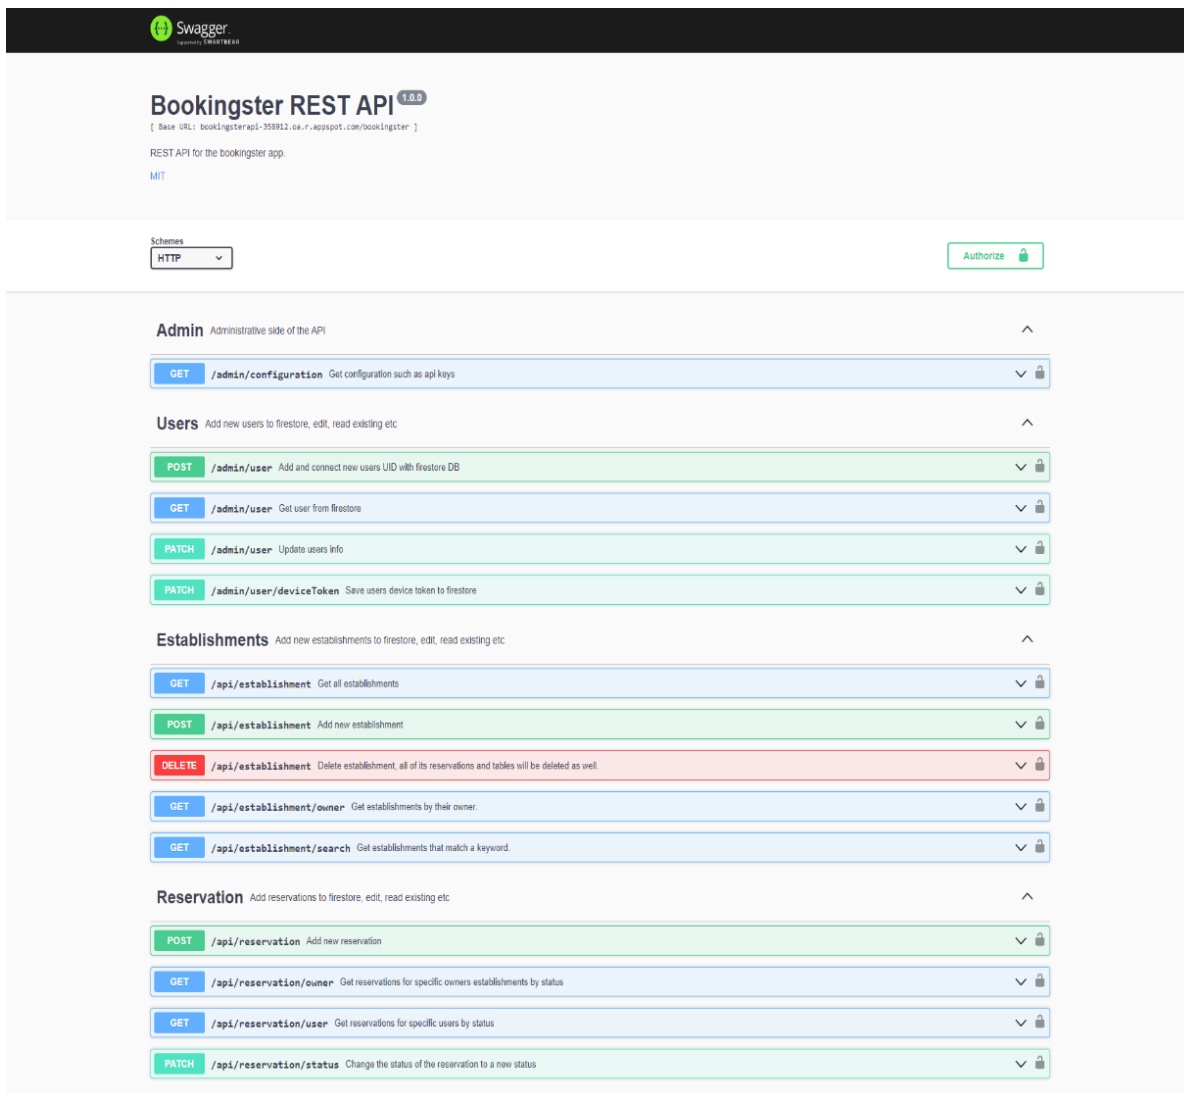 Swagger.
Supported by SMARTBEAR
Bookingster REST API 1.0.0
[ Base URL: bookingsterapi-358912.oa.r.appspot.com/bookingster ]
REST API for the bookingster app.
MIT
Schemes
HTTP
Authorize
Admin Administrative side of the API
GET /admin/configuration Get configuration such as api keys
Users Add new users to firestore, edit, read existing etc
POST /admin/user Add and connect new users UID with firestore DB
GET /admin/user Get user from firestore
PATCH /admin/user Update users info
PATCH /admin/user/deviceToken Save users device token to firestore
Establishments Add new establishments to firestore, edit, read existing etc
GET /api/establishment Get all establishments
POST /api/establishment Add new establishment
DELETE /api/establishment Delete establishment, all of its reservations and tables will be deleted as well.
GET /api/establishment/owner Get establishments by their owner.
GET /api/establishment/search Get establishments that match a keyword.
Reservation Add reservations to firestore, edit, read existing etc
POST /api/reservation Add new reservation
GET /api/reservation/owner Get reservations for specific owners establishments by status
GET /api/reservation/user Get reservations for specific users by status
PATCH /api/reservation/status Change the status of the reservation to a new status